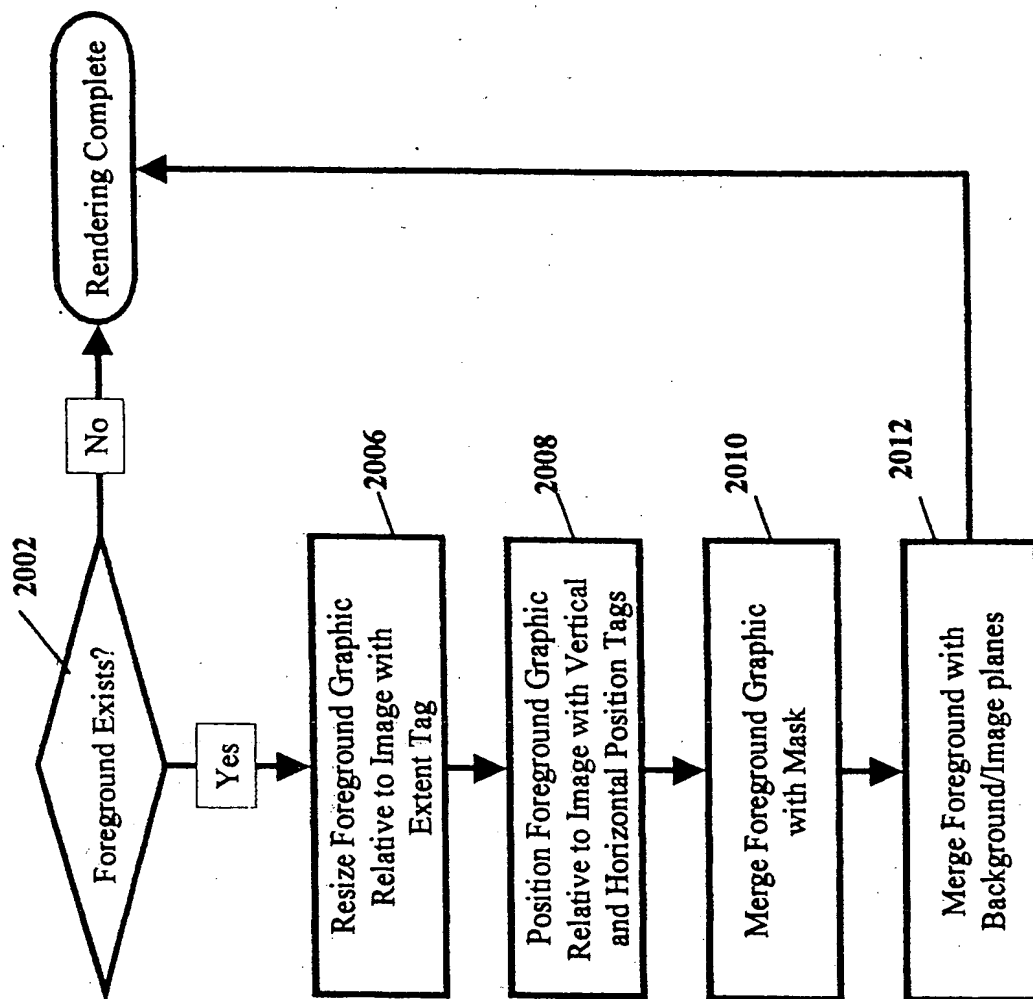 2002
Foreground Exists?
No
Rendering Complete
Yes
2006
Resize Foreground Graphic
Relative to Image with
Extent Tag
2008
Position Foreground Graphic
Relative to Image with Vertical
and Horizontal Position Tags
2010
Merge Foreground Graphic
with Mask
2012
Merge Foreground with
Background/Image planes